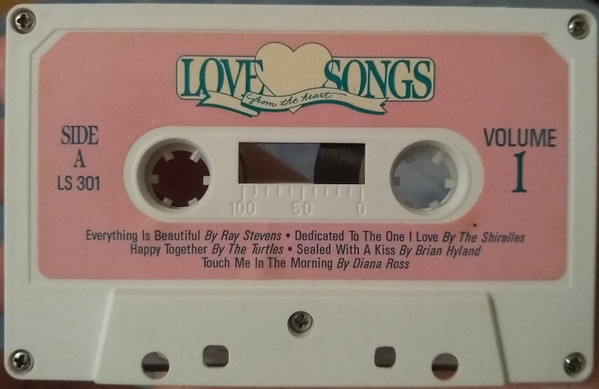 LOVE SONGS
from the heart
SIDE
A
LS 301
VOLUME
1
100 50 0
Everything Is Beautiful By Ray Stevens • Dedicated To The One I Love By The Shirelles
Happy Together By The Turtles • Sealed With A Kiss By Brian Hyland
Touch Me In The Morning By Diana Ross